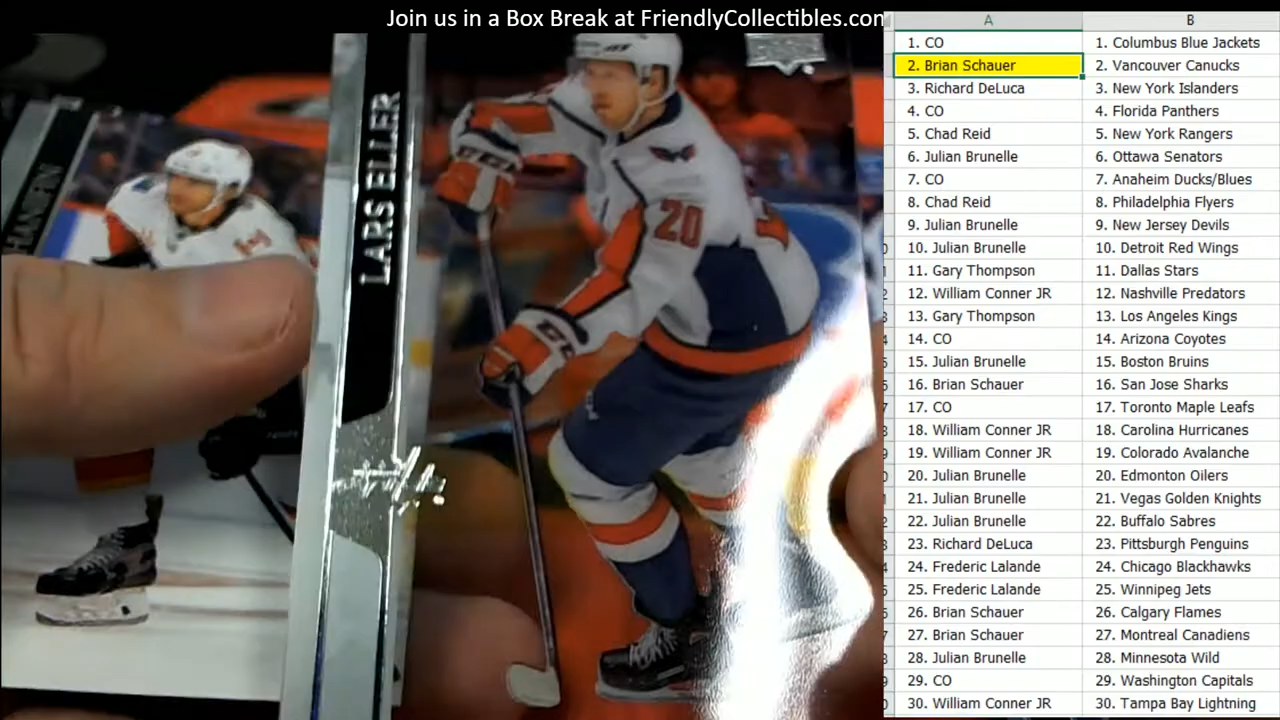 Join us in a Box Break at FriendlyCollectibles.com
A B
1. CO 1. Columbus Blue Jackets
2. Brian Schauer 2. Vancouver Canucks
3. Richard DeLuca 3. New York Islanders
4. CO 4. Florida Panthers
5. Chad Reid 5. New York Rangers
6. Julian Brunelle 6. Ottawa Senators
7. CO 7. Anaheim Ducks/Blues
8. Chad Reid 8. Philadelphia Flyers
9. Julian Brunelle 9. New Jersey Devils
10. Julian Brunelle 10. Detroit Red Wings
11. Gary Thompson 11. Dallas Stars
12. William Conner JR 12. Nashville Predators
13. Gary Thompson 13. Los Angeles Kings
14. CO 14. Arizona Coyotes
15. Julian Brunelle 15. Boston Bruins
16. Brian Schauer 16. San Jose Sharks
17. CO 17. Toronto Maple Leafs
18. William Conner JR 18. Carolina Hurricanes
19. William Conner JR 19. Colorado Avalanche
20. Julian Brunelle 20. Edmonton Oilers
21. Julian Brunelle 21. Vegas Golden Knights
22. Julian Brunelle 22. Buffalo Sabres
23. Richard DeLuca 23. Pittsburgh Penguins
24. Frederic Lalande 24. Chicago Blackhawks
25. Frederic Lalande 25. Winnipeg Jets
26. Brian Schauer 26. Calgary Flames
27. Brian Schauer 27. Montreal Canadiens
28. Julian Brunelle 28. Minnesota Wild
29. CO 29. Washington Capitals
30. William Conner JR 30. Tampa Bay Lightning
LARS ELLER
20
CCM